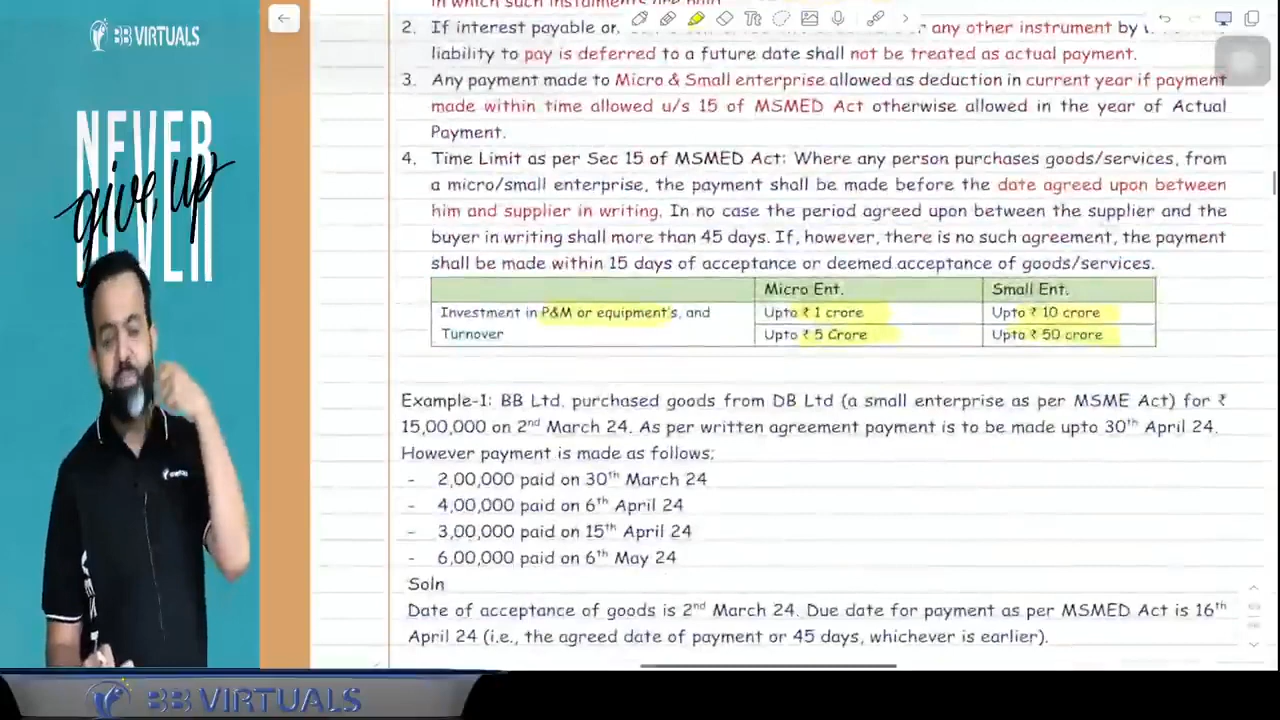 BB VIRTUALS
NEVER
give up
NEVER
in which such instalments are paid.
2. If interest payable or any other instrument by
liability to pay is deferred to a future date shall not be treated as actual payment.
3. Any payment made to Micro & Small enterprise allowed as deduction in current year if payment
made within time allowed u/s 15 of MSMED Act otherwise allowed in the year of Actual
Payment.
4. Time Limit as per Sec 15 of MSMED Act: Where any person purchases goods/services, from
a micro/small enterprise, the payment shall be made before the date agreed upon between
him and supplier in writing. In no case the period agreed upon between the supplier and the
buyer in writing shall more than 45 days. If, however, there is no such agreement, the payment
shall be made within 15 days of acceptance or deemed acceptance of goods/services.
Micro Ent. Small Ent.
Investment in P&M or equipment's, and Upto ₹ 1 crore Upto ₹ 10 crore
Turnover Upto ₹ 5 Crore Upto ₹ 50 crore
Example-1: BB Ltd. purchased goods from DB Ltd (a small enterprise as per MSME Act) for ₹
15,00,000 on 2nd March 24. As per written agreement payment is to be made upto 30th April 24.
However payment is made as follows;
- 2,00,000 paid on 30th March 24
- 4,00,000 paid on 6th April 24
- 3,00,000 paid on 15th April 24
- 6,00,000 paid on 6th May 24
Soln
Date of acceptance of goods is 2nd March 24. Due date for payment as per MSMED Act is 16th
April 24 (i.e., the agreed date of payment or 45 days, whichever is earlier).
BB VIRTUALS